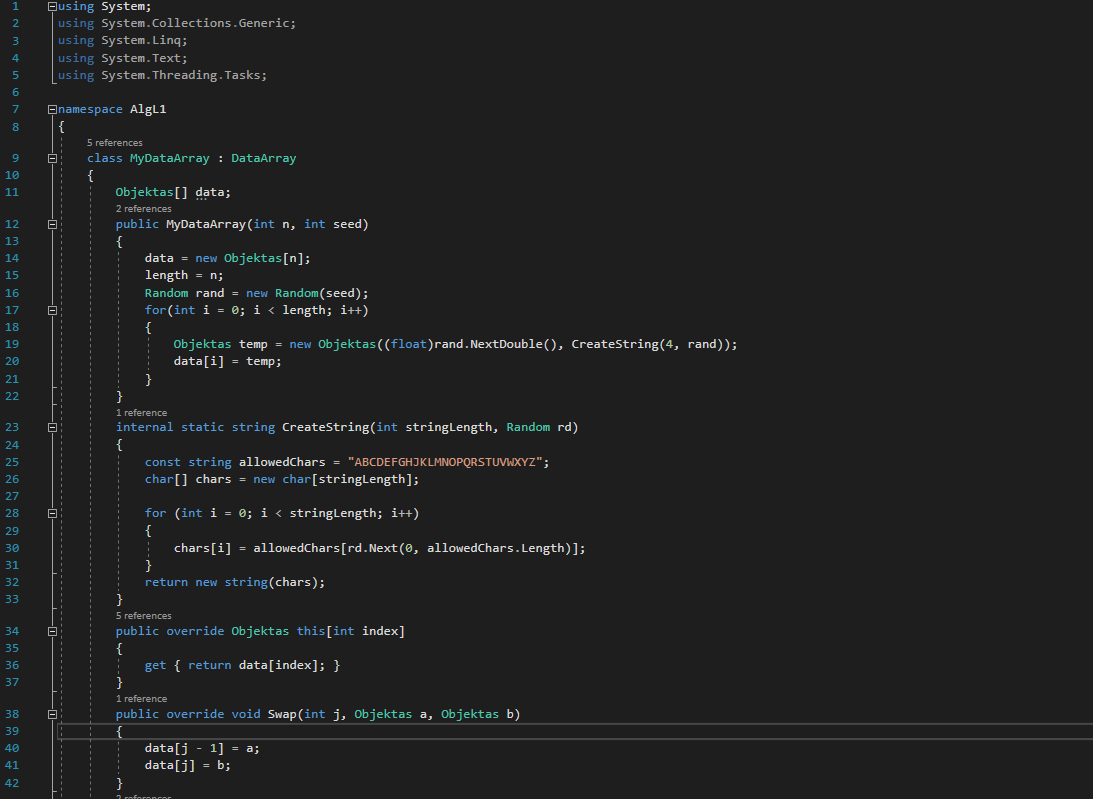 1 using System;
2 using System.Collections.Generic;
3 using System.Linq;
4 using System.Text;
5 using System.Threading.Tasks;
6
7 namespace AlgL1
8 {
5 references
9 class MyDataArray : DataArray
10 {
11 Objektas[] data;
2 references
12 public MyDataArray(int n, int seed)
13 {
14 data = new Objektas[n];
15 length = n;
16 Random rand = new Random(seed);
17 for(int i = 0; i < length; i++)
18 {
19 Objektas temp = new Objektas((float)rand.NextDouble(), CreateString(4, rand));
20 data[i] = temp;
21 }
22 }
1 reference
23 internal static string CreateString(int stringLength, Random rd)
24 {
25 const string allowedChars = "ABCDEFGHJKLMNOPQRSTUVWXYZ";
26 char[] chars = new char[stringLength];
27
28 for (int i = 0; i < stringLength; i++)
29 {
30 chars[i] = allowedChars[rd.Next(0, allowedChars.Length)];
31 }
32 return new string(chars);
33 }
5 references
34 public override Objektas this[int index]
35 {
36 get { return data[index]; }
37 }
1 reference
38 public override void Swap(int j, Objektas a, Objektas b)
39 {
40 data[j - 1] = a;
41 data[j] = b;
42 }
2 references